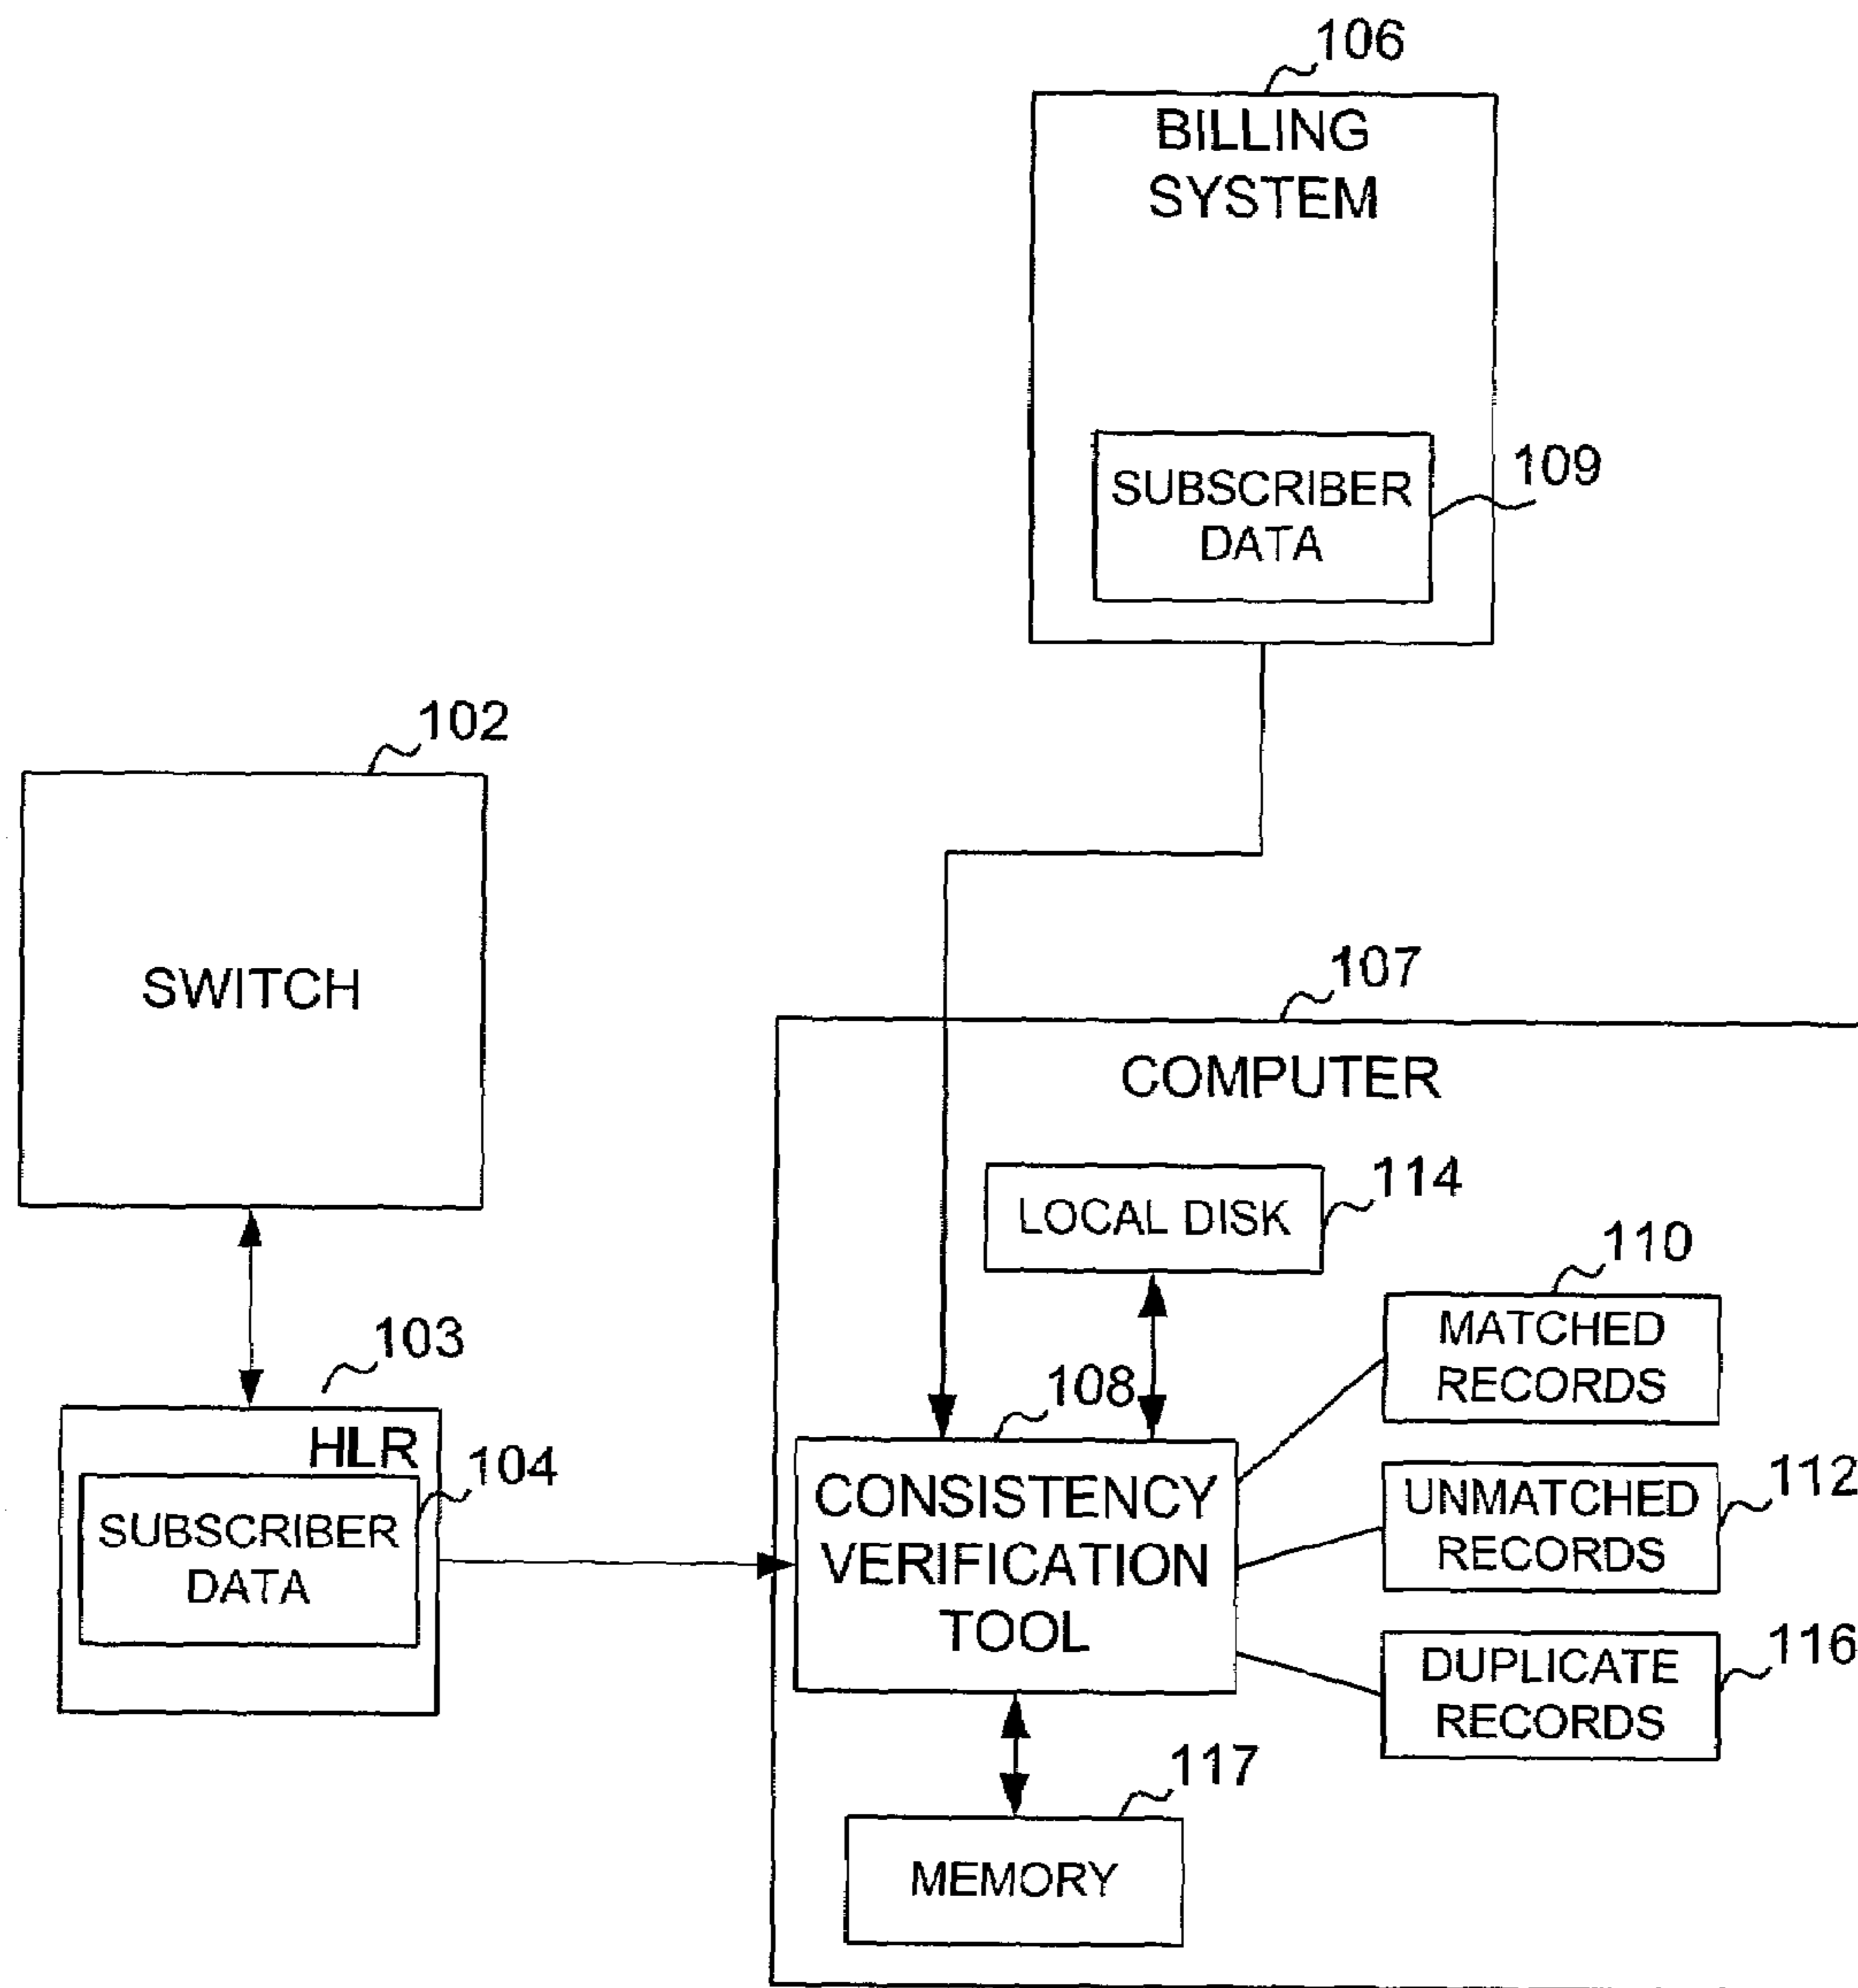 106
BILLING
SYSTEM
SUBSCRIBER
DATA
109
102
SWITCH
107
COMPUTER
LOCAL DISK
114
110
MATCHED
RECORDS
103
HLR
104
SUBSCRIBER
DATA
108
CONSISTENCY
VERIFICATION
TOOL
UNMATCHED
RECORDS
112
DUPLICATE
RECORDS
116
117
MEMORY